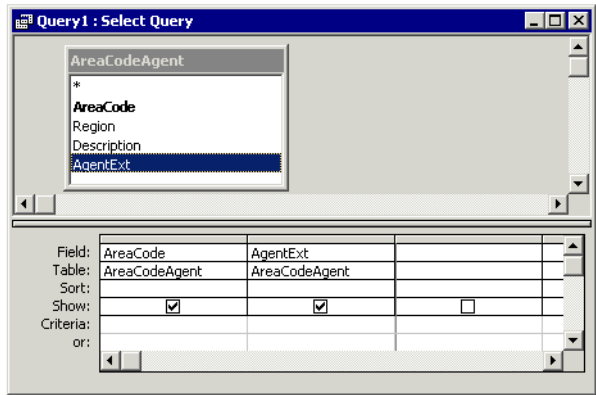 Query1 : Select Query
AreaCodeAgent
*
AreaCode
Region
Description
AgentExt
Field: AreaCode AgentExt
Table: AreaCodeAgent AreaCodeAgent
Sort:
Show:
Criteria:
or: